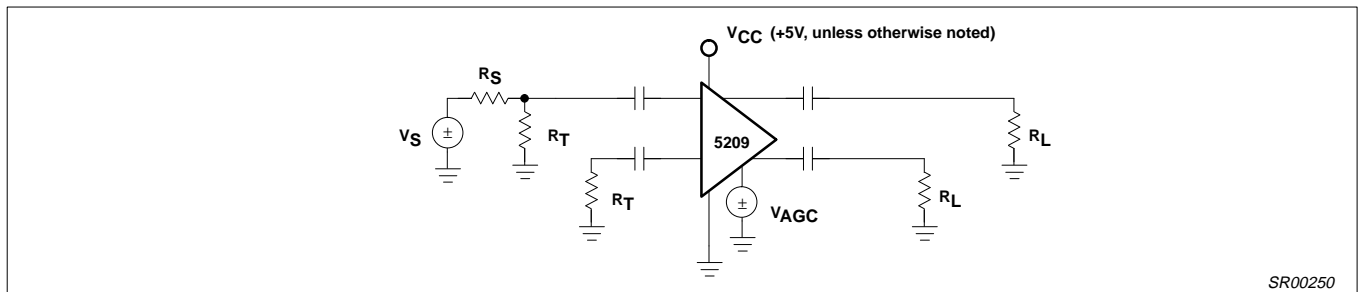 VCC (+5V, unless otherwise noted)
RS
VS
±
RT
5209
RL
RT
±
VAGC
RL
SR00250